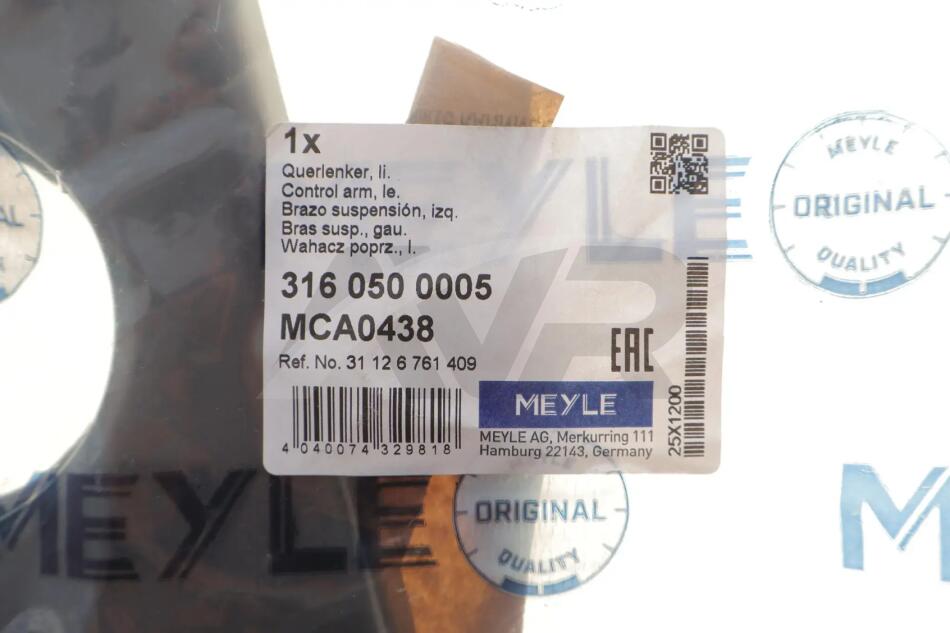 1x
Querlenker, li.
Control arm, le.
Brazo suspensión, izq.
Bras susp., gau.
Wahacz poprz., l.
316 050 0005
MCA0438
Ref. No. 31 12 6 761 409
EAC
MEYLE
MEYLE AG, Merkurring 111
Hamburg 22143, Germany
4 040074 329818
25X1200
NR
MEYLE
MEYLE
ORIGINAL
QUALITY
MEYLE
ORIGINAL
QUALITY
M